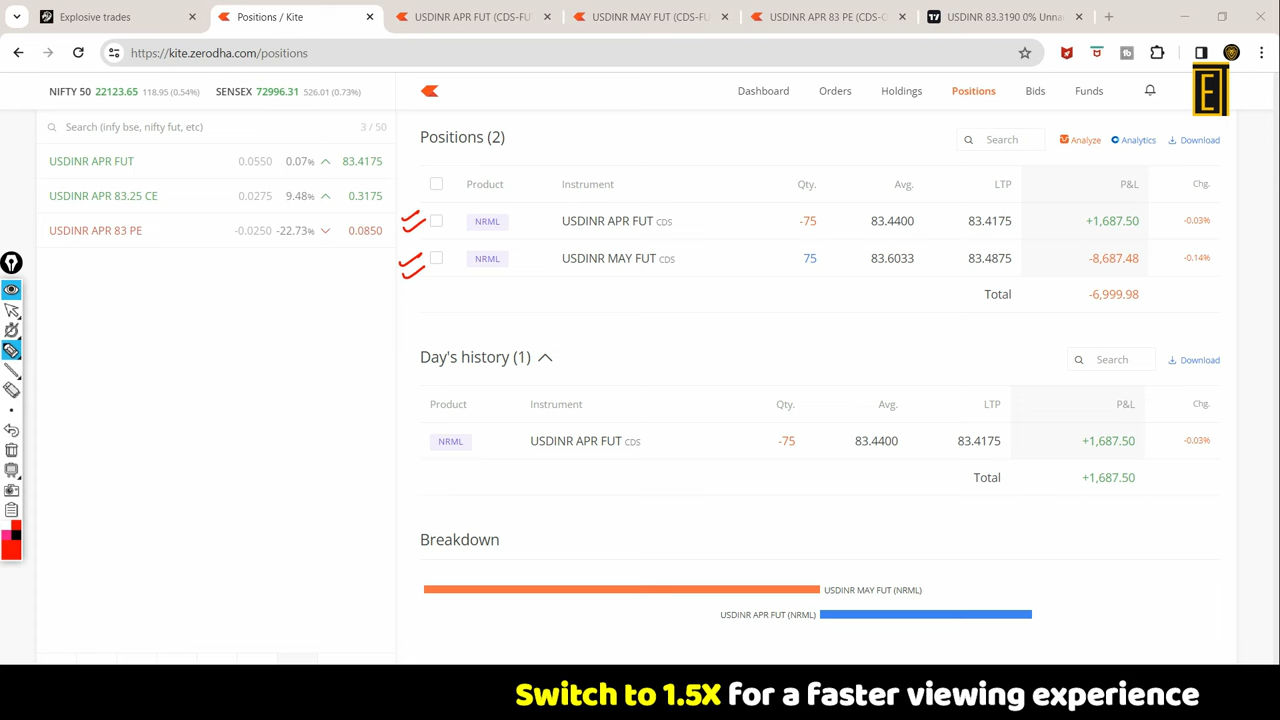 Explosive trades
Positions / Kite
USDINR APR FUT (CDS-FUT
USDINR MAY FUT (CDS-FU
USDINR APR 83 PE (CDS-O
USDINR 83.3190 0% Unna
https://kite.zerodha.com/positions
NIFTY 50 22123.65 118.95 (0.54%) SENSEX 72996.31 526.01 (0.73%)
Dashboard Orders Holdings Positions Bids Funds
E
Search (infy bse, nifty fut, etc) 3 / 50
USDINR APR FUT 0.0550 0.07% 83.4175
USDINR APR 83.25 CE 0.0275 9.48% 0.3175
USDINR APR 83 PE -0.0250 -22.73% 0.0850
Positions (2)
Search Analyze Analytics Download
Product Instrument Qty. Avg. LTP P&L Chg.
NRML USDINR APR FUT CDS -75 83.4400 83.4175 +1,687.50 -0.03%
NRML USDINR MAY FUT CDS 75 83.6033 83.4875 -8,687.48 -0.14%
Total -6,999.98
Day's history (1)
Search Download
Product Instrument Qty. Avg. LTP P&L Chg.
NRML USDINR APR FUT CDS -75 83.4400 83.4175 +1,687.50 -0.03%
Total +1,687.50
Breakdown
USDINR MAY FUT (NRML)
USDINR APR FUT (NRML)
Switch to 1.5X for a faster viewing experience